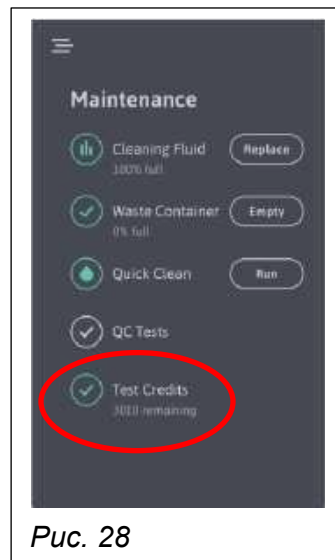 Maintenance
Cleaning Fluid Replace
100% full
Waste Container Empty
0% full
Quick Clean Run
QC Tests
Test Credits
3010 remaining
Рис. 28